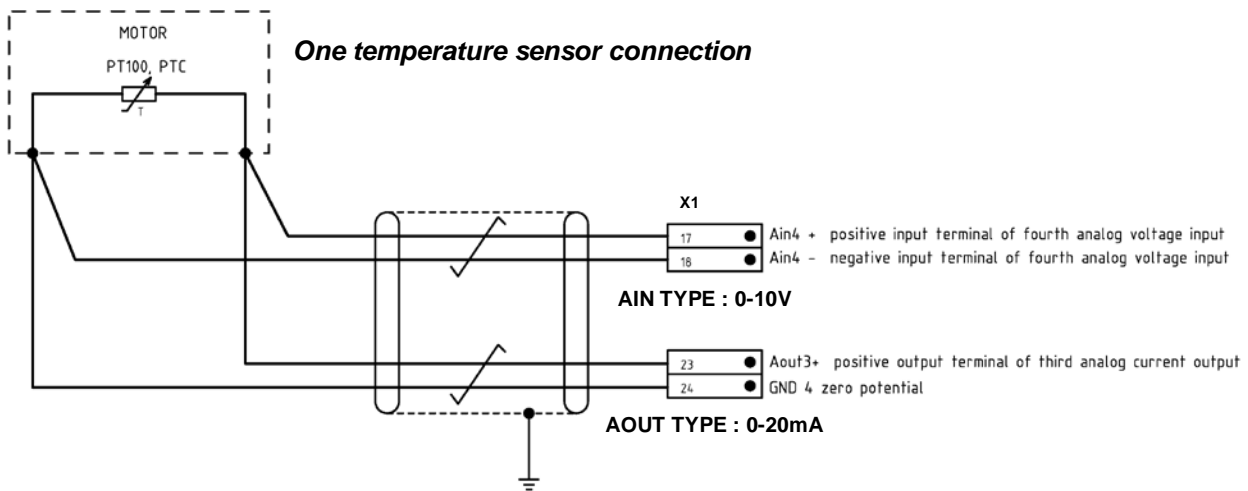 MOTOR
One temperature sensor connection
PT100, PTC
T
X1
17 Ain4 + positive input terminal of fourth analog voltage input
18 Ain4 - negative input terminal of fourth analog voltage input
AIN TYPE : 0-10V
23 Aout3+ positive output terminal of third analog current output
24 GND 4 zero potential
AOUT TYPE : 0-20mA